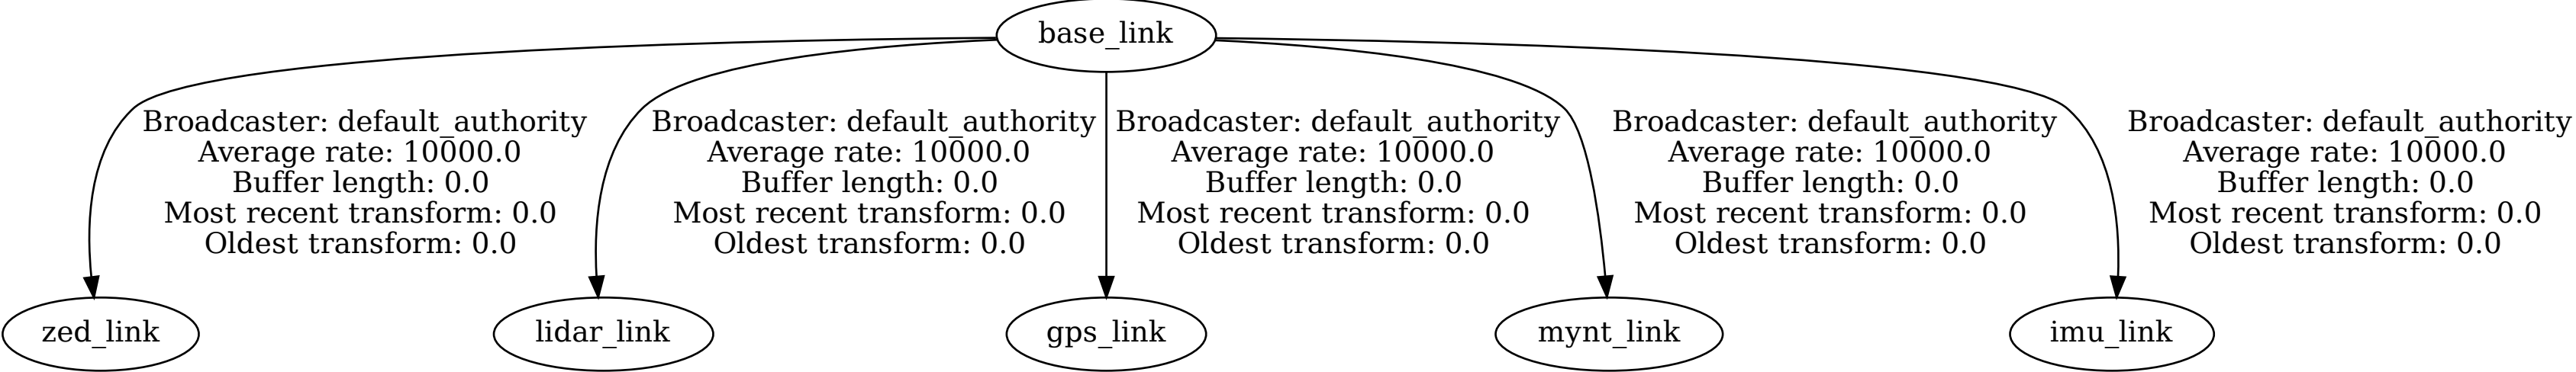 base_link
Broadcaster: default_authority
Average rate: 10000.0
Buffer length: 0.0
Most recent transform: 0.0
Oldest transform: 0.0
Broadcaster: default_authority
Average rate: 10000.0
Buffer length: 0.0
Most recent transform: 0.0
Oldest transform: 0.0
Broadcaster: default_authority
Average rate: 10000.0
Buffer length: 0.0
Most recent transform: 0.0
Oldest transform: 0.0
Broadcaster: default_authority
Average rate: 10000.0
Buffer length: 0.0
Most recent transform: 0.0
Oldest transform: 0.0
Broadcaster: default_authority
Average rate: 10000.0
Buffer length: 0.0
Most recent transform: 0.0
Oldest transform: 0.0
zed_link
lidar_link
gps_link
mynt_link
imu_link